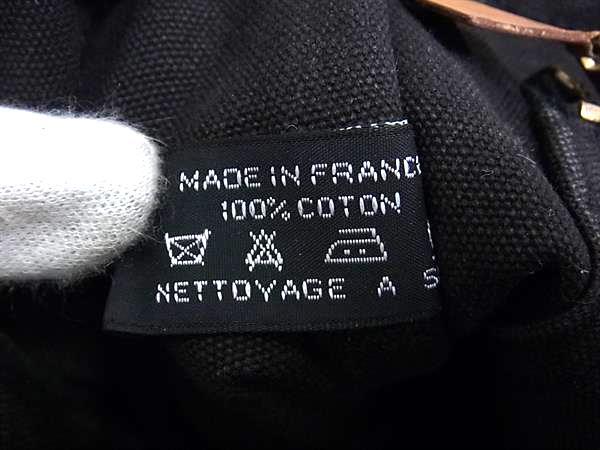 MADE IN FRANC
100% COTON
NETTOYAGE A S